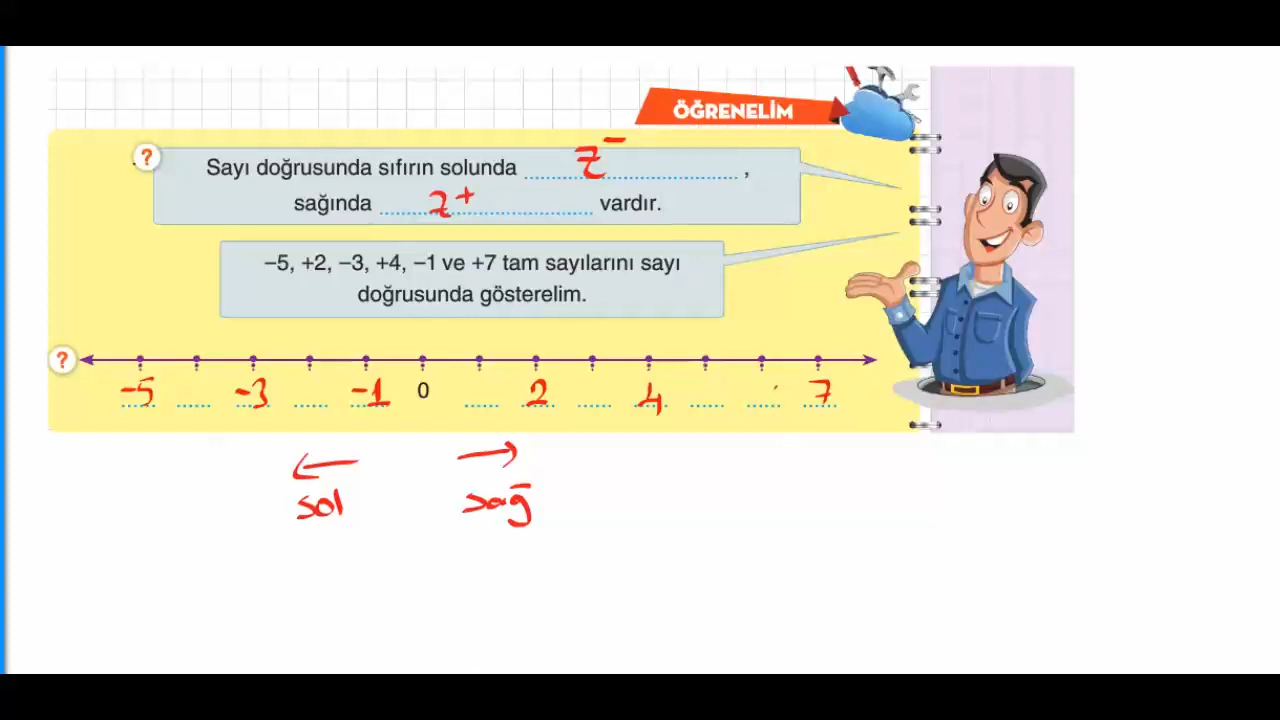 ÖĞRENELİM
? Sayı doğrusunda sıfırın solunda Z⁻ ,
sağında Z⁺ vardır.
–5, +2, –3, +4, –1 ve +7 tam sayılarını sayı
doğrusunda gösterelim.
?
-5 ..... -3 ..... -1 0 ..... 2 ..... 4 ..... ..... 7
sol sağ